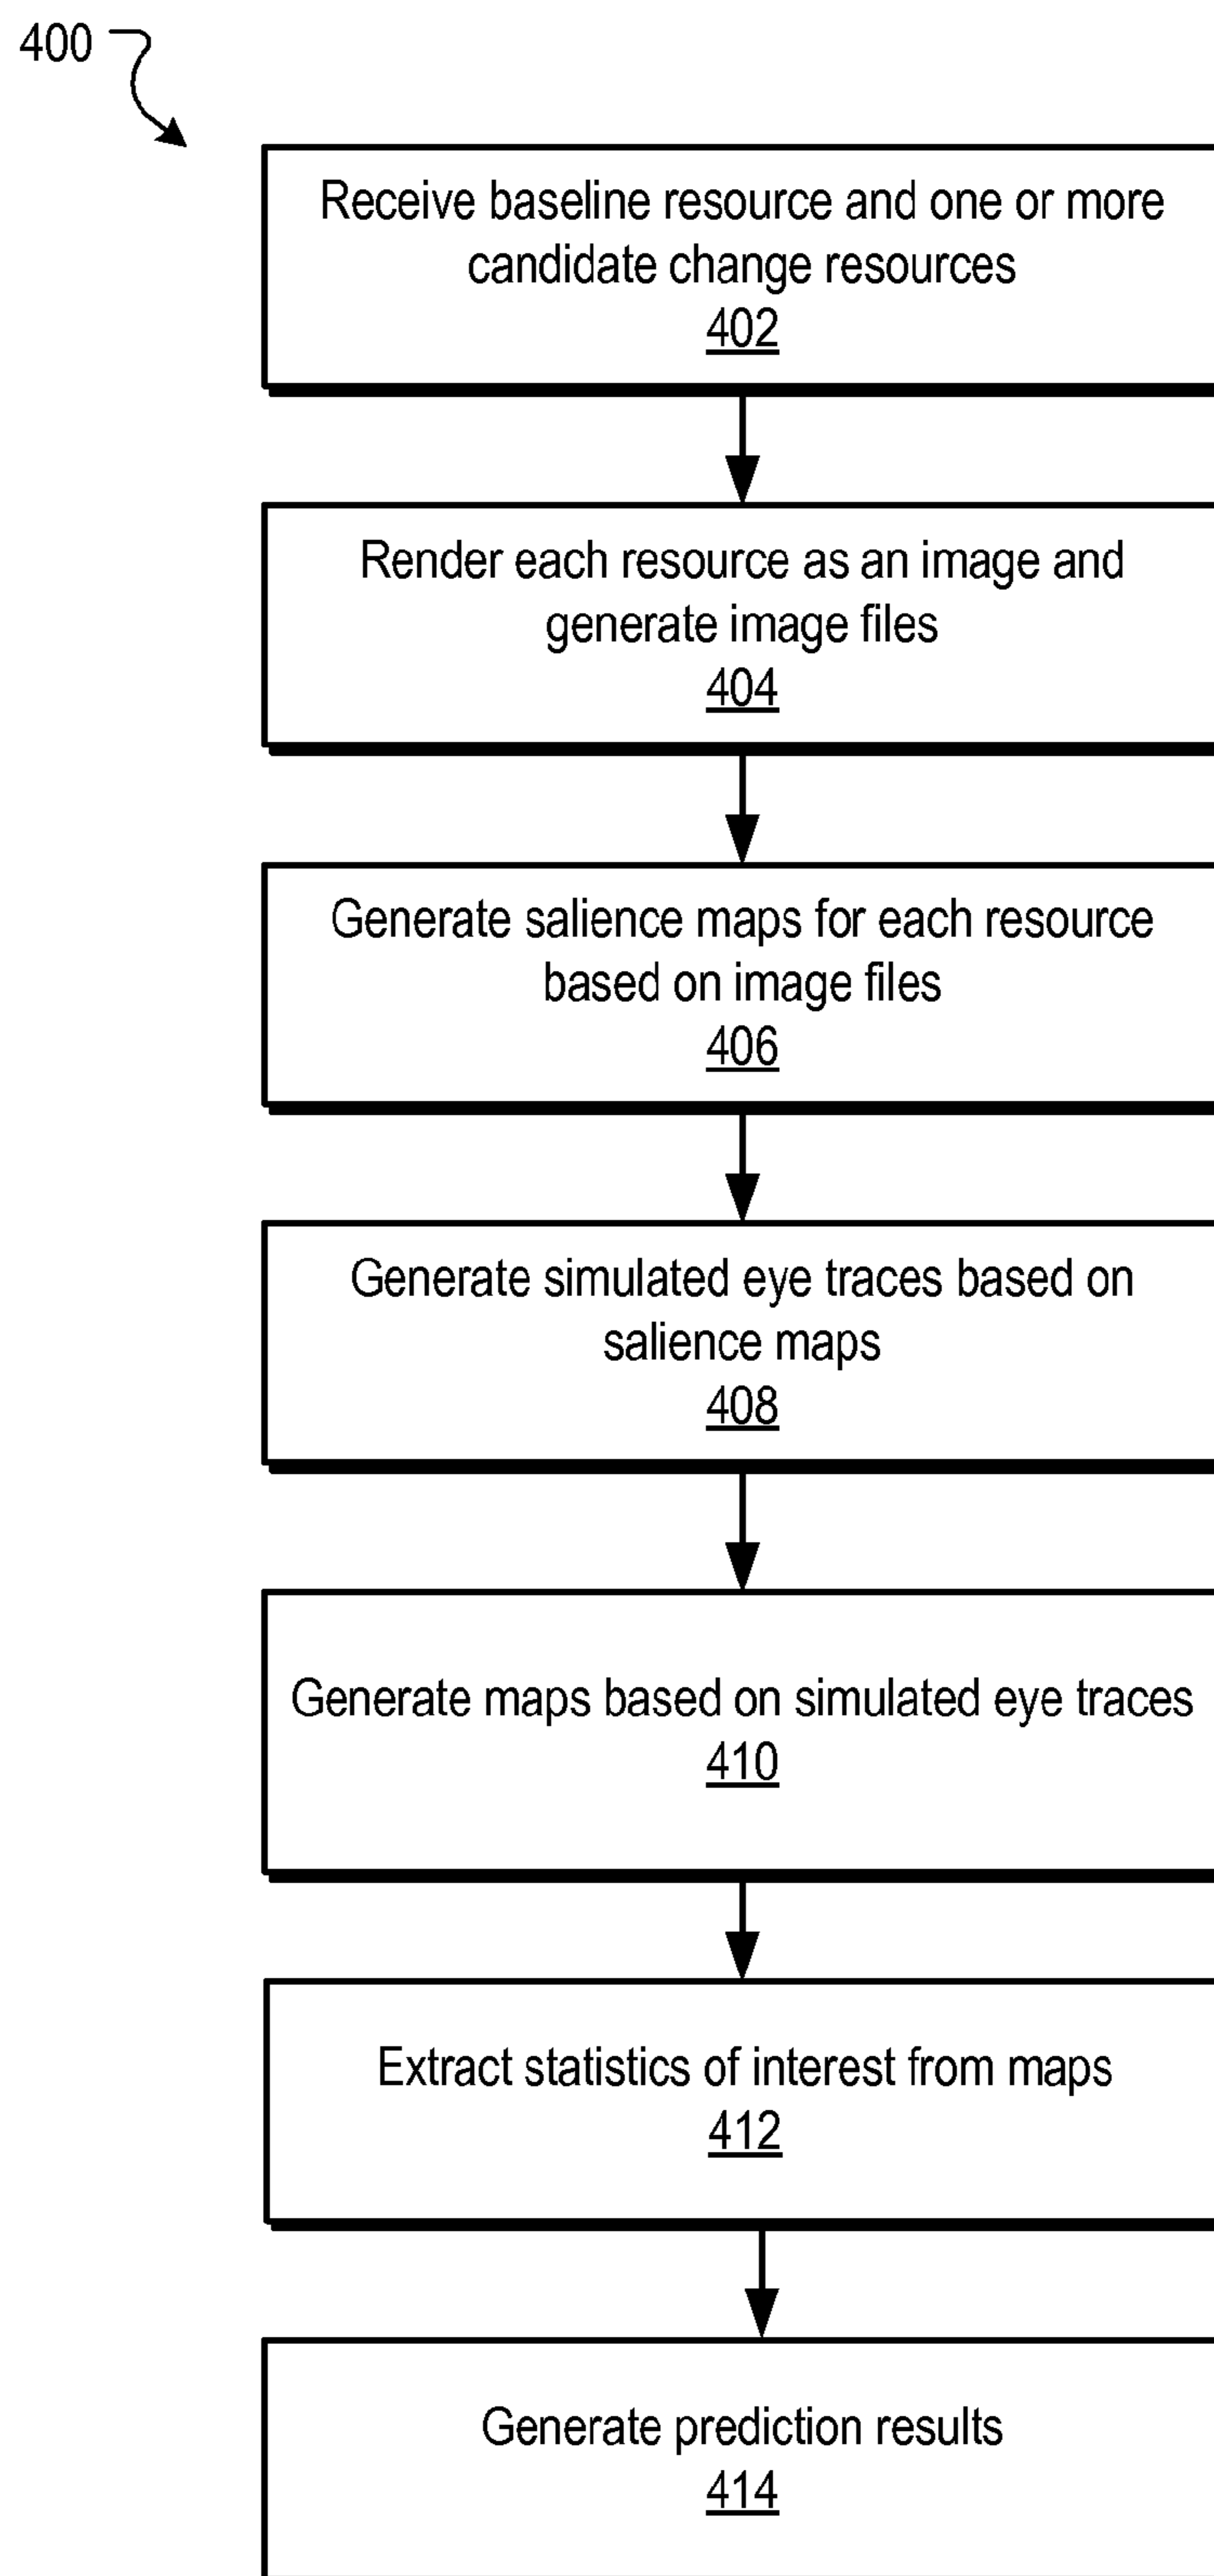 400
Receive baseline resource and one or more
candidate change resources
402
Render each resource as an image and
generate image files
404
Generate salience maps for each resource
based on image files
406
Generate simulated eye traces based on
salience maps
408
Generate maps based on simulated eye traces
410
Extract statistics of interest from maps
412
Generate prediction results
414